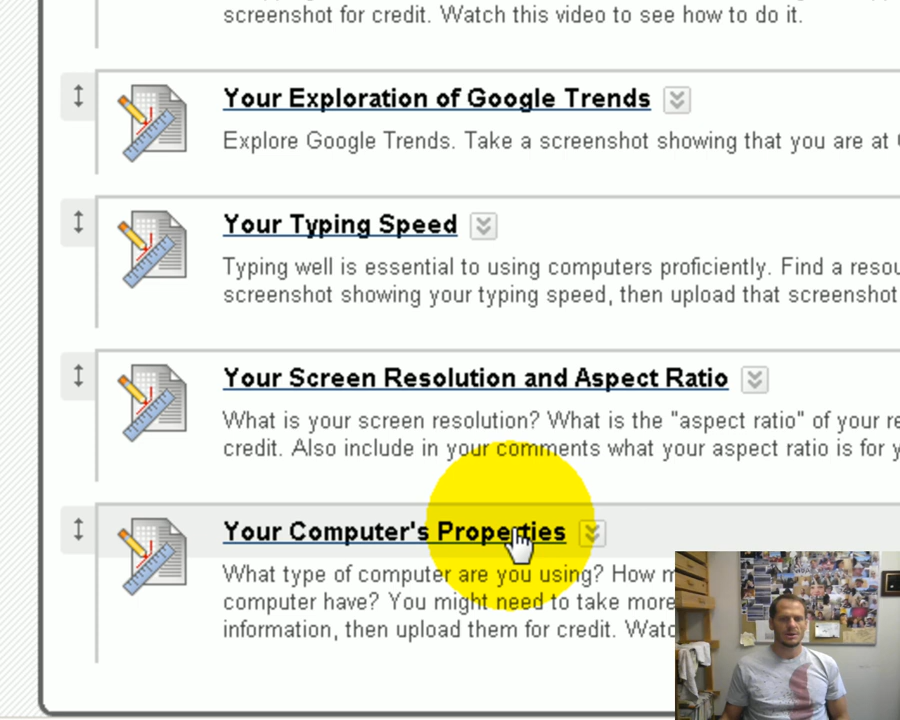 screenshot for credit. Watch this video to see how to do it.
Your Exploration of Google Trends
Explore Google Trends. Take a screenshot showing that you are at
Your Typing Speed
Typing well is essential to using computers proficiently. Find a
screenshot showing your typing speed, then upload that screenshot
Your Screen Resolution and Aspect Ratio
What is your screen resolution? What is the "aspect ratio" of your
credit. Also include in your comments what your aspect ratio is for
Your Computer's Properties
What type of computer are you using? How
computer have? You might need to take more
information, then upload them for credit.